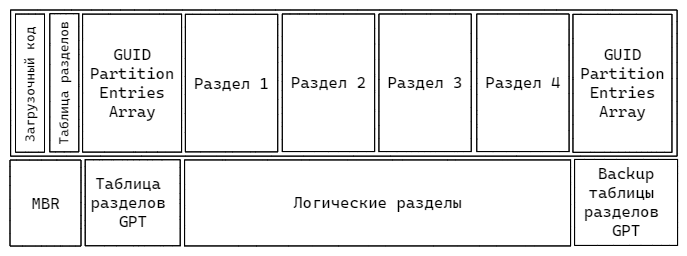 Загрузочный код
Таблица разделов
GUID
Partition
Entries
Array
Раздел 1
Раздел 2
Раздел 3
Раздел 4
GUID
Partition
Entries
Array
MBR
Таблица
разделов
GPT
Логические разделы
Backup
таблицы
разделов
GPT